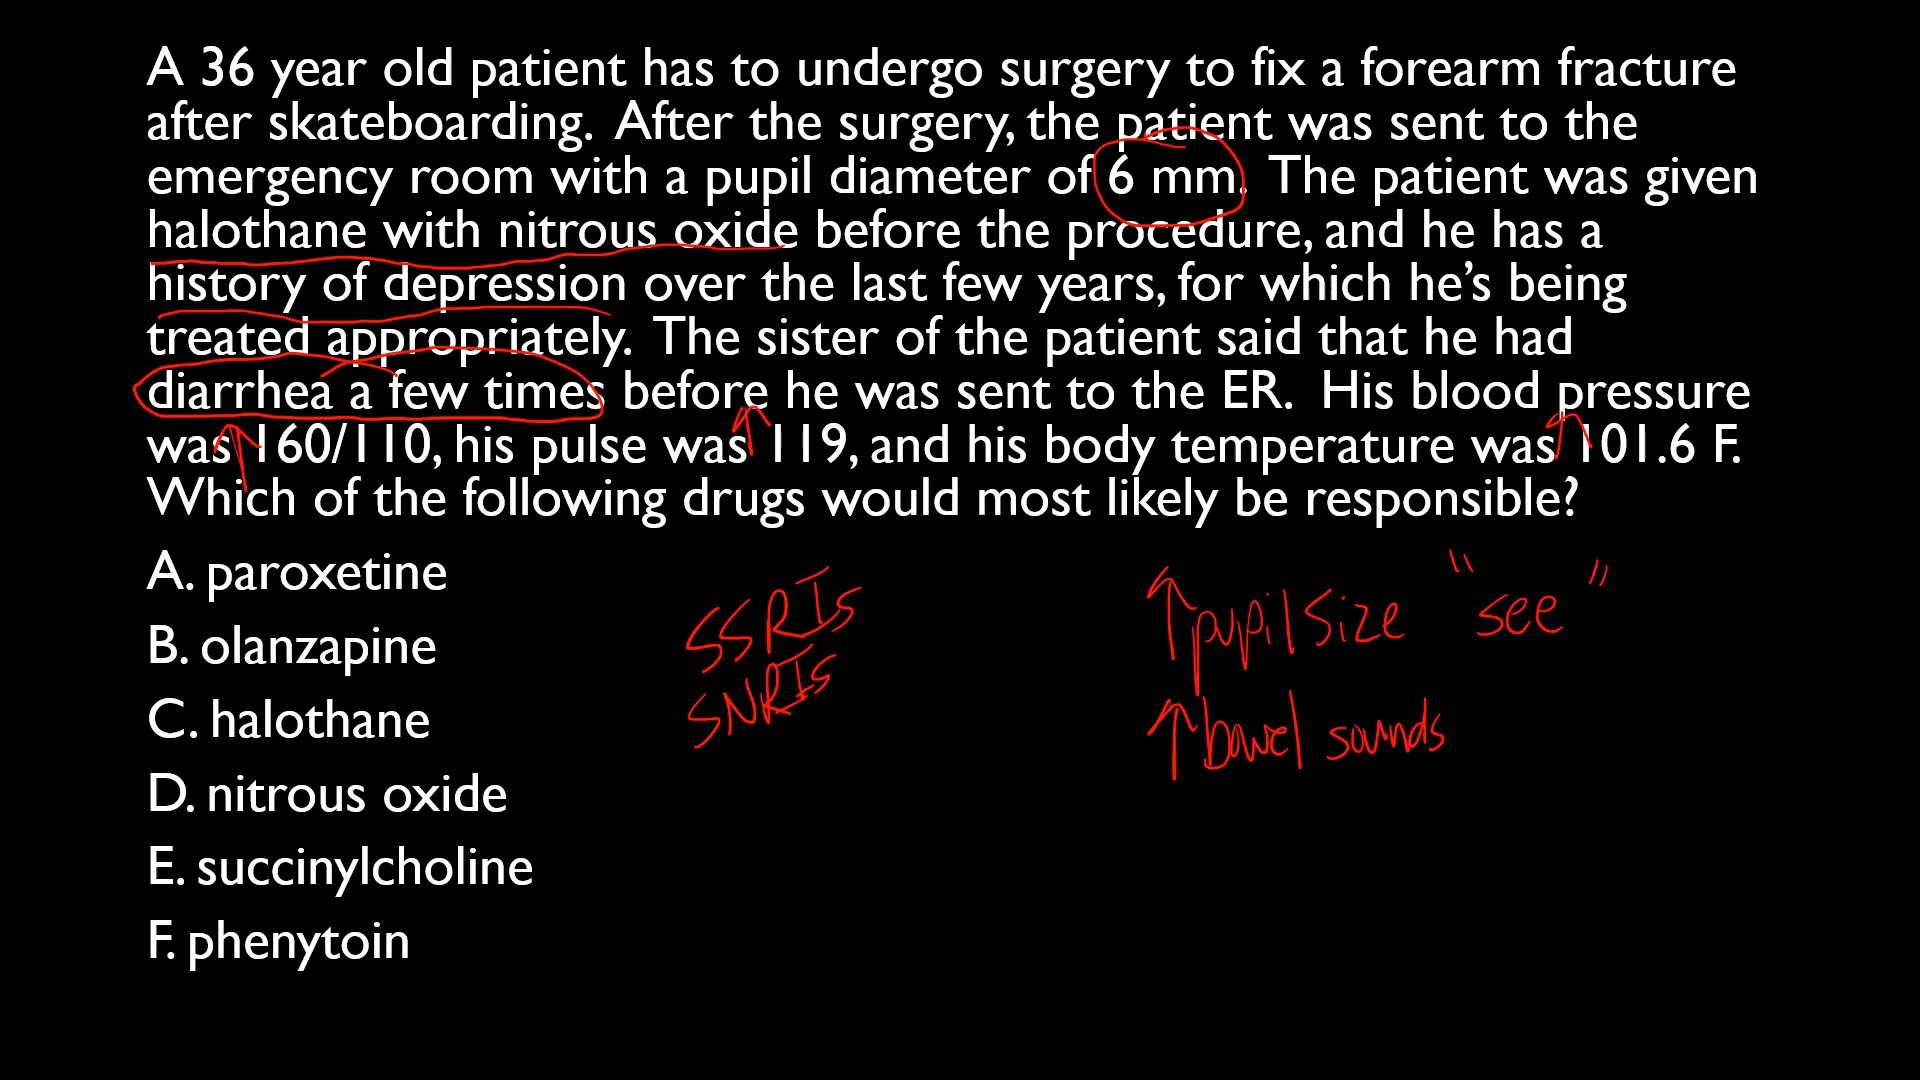 A 36 year old patient has to undergo surgery to fix a forearm fracture
after skateboarding. After the surgery, the patient was sent to the
emergency room with a pupil diameter of 6 mm. The patient was given
halothane with nitrous oxide before the procedure, and he has a
history of depression over the last few years, for which he's being
treated appropriately. The sister of the patient said that he had
diarrhea a few times before he was sent to the ER. His blood pressure
was 160/110, his pulse was 119, and his body temperature was 101.6 F.
Which of the following drugs would most likely be responsible?
A. paroxetine
B. olanzapine
C. halothane
D. nitrous oxide
E. succinylcholine
F. phenytoin
SSRIs
SNRIs
↑ pupil size "see"
↑ bowel sounds